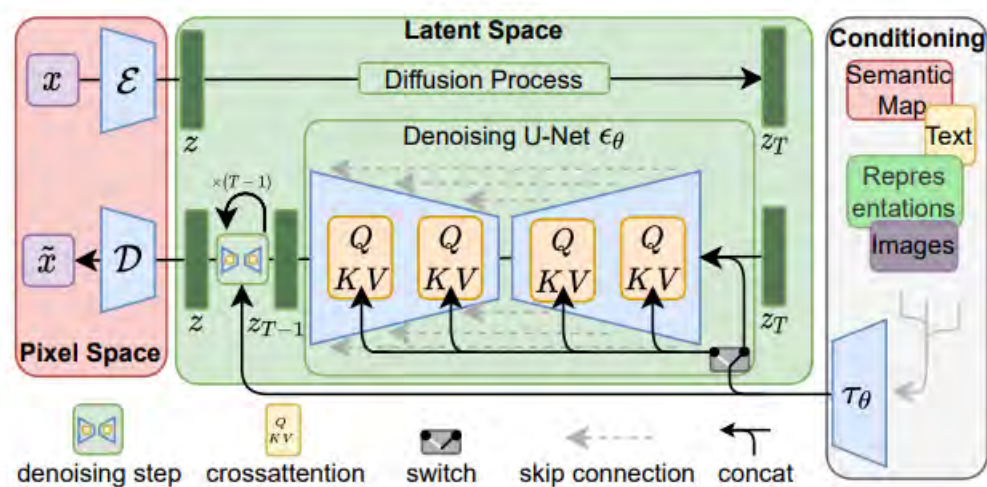 Latent Space
Conditioning
x
ℰ
Diffusion Process
Semantic
Map
z
z_T
Text
Denoising U-Net ϵ_θ
Repres
entations
×(T−1)
Images
x̃
𝒟
Q
KV
Q
KV
Q
KV
Q
KV
z
z_{T−1}
z_T
Pixel Space
τ_θ
Q
KV
denoising step
crossattention
switch
skip connection
concat